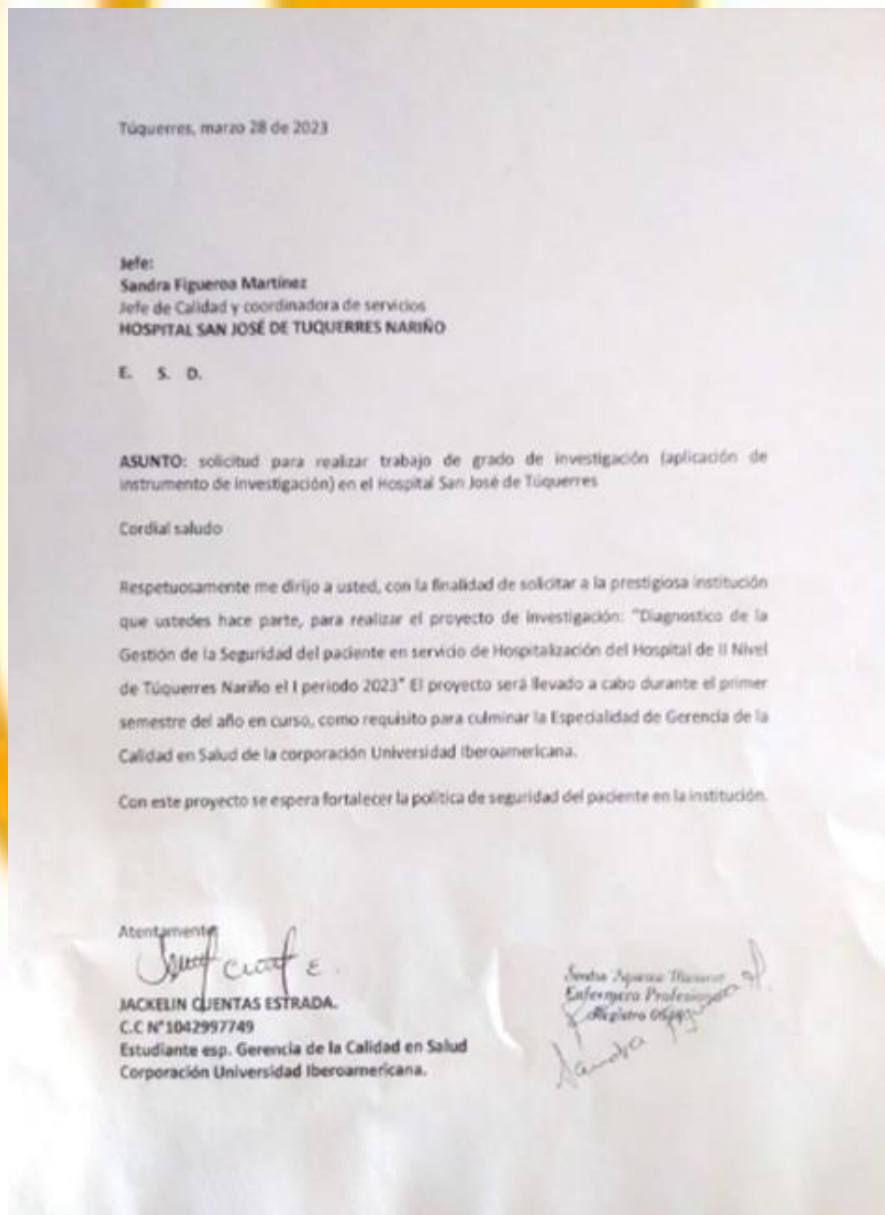 Túquerres, marzo 28 de 2023
Jefe:
Sandra Figueroa Martínez
Jefe de Calidad y coordinadora de servicios
HOSPITAL SAN JOSÉ DE TUQUERRES NARIÑO
E. S. D.
ASUNTO: solicitud para realizar trabajo de grado de investigación (aplicación de
instrumento de investigación) en el Hospital San José de Túquerres
Cordial saludo
Respetuosamente me dirijo a usted, con la finalidad de solicitar a la prestigiosa institución
que ustedes hace parte, para realizar el proyecto de investigación: "Diagnostico de la
Gestión de la Seguridad del paciente en servicio de Hospitalización del Hospital de II Nivel
de Túquerres Nariño el I periodo 2023" El proyecto será llevado a cabo durante el primer
semestre del año en curso, como requisito para culminar la Especialidad de Gerencia de la
Calidad en Salud de la corporación Universidad Iberoamericana.
Con este proyecto se espera fortalecer la política de seguridad del paciente en la institución.
Atentamente
JACKELIN CUENTAS ESTRADA.
C.C N°1042997749
Estudiante esp. Gerencia de la Calidad en Salud
Corporación Universidad Iberoamericana.
Enfermera Profesional
Registro
Sandra Figueroa